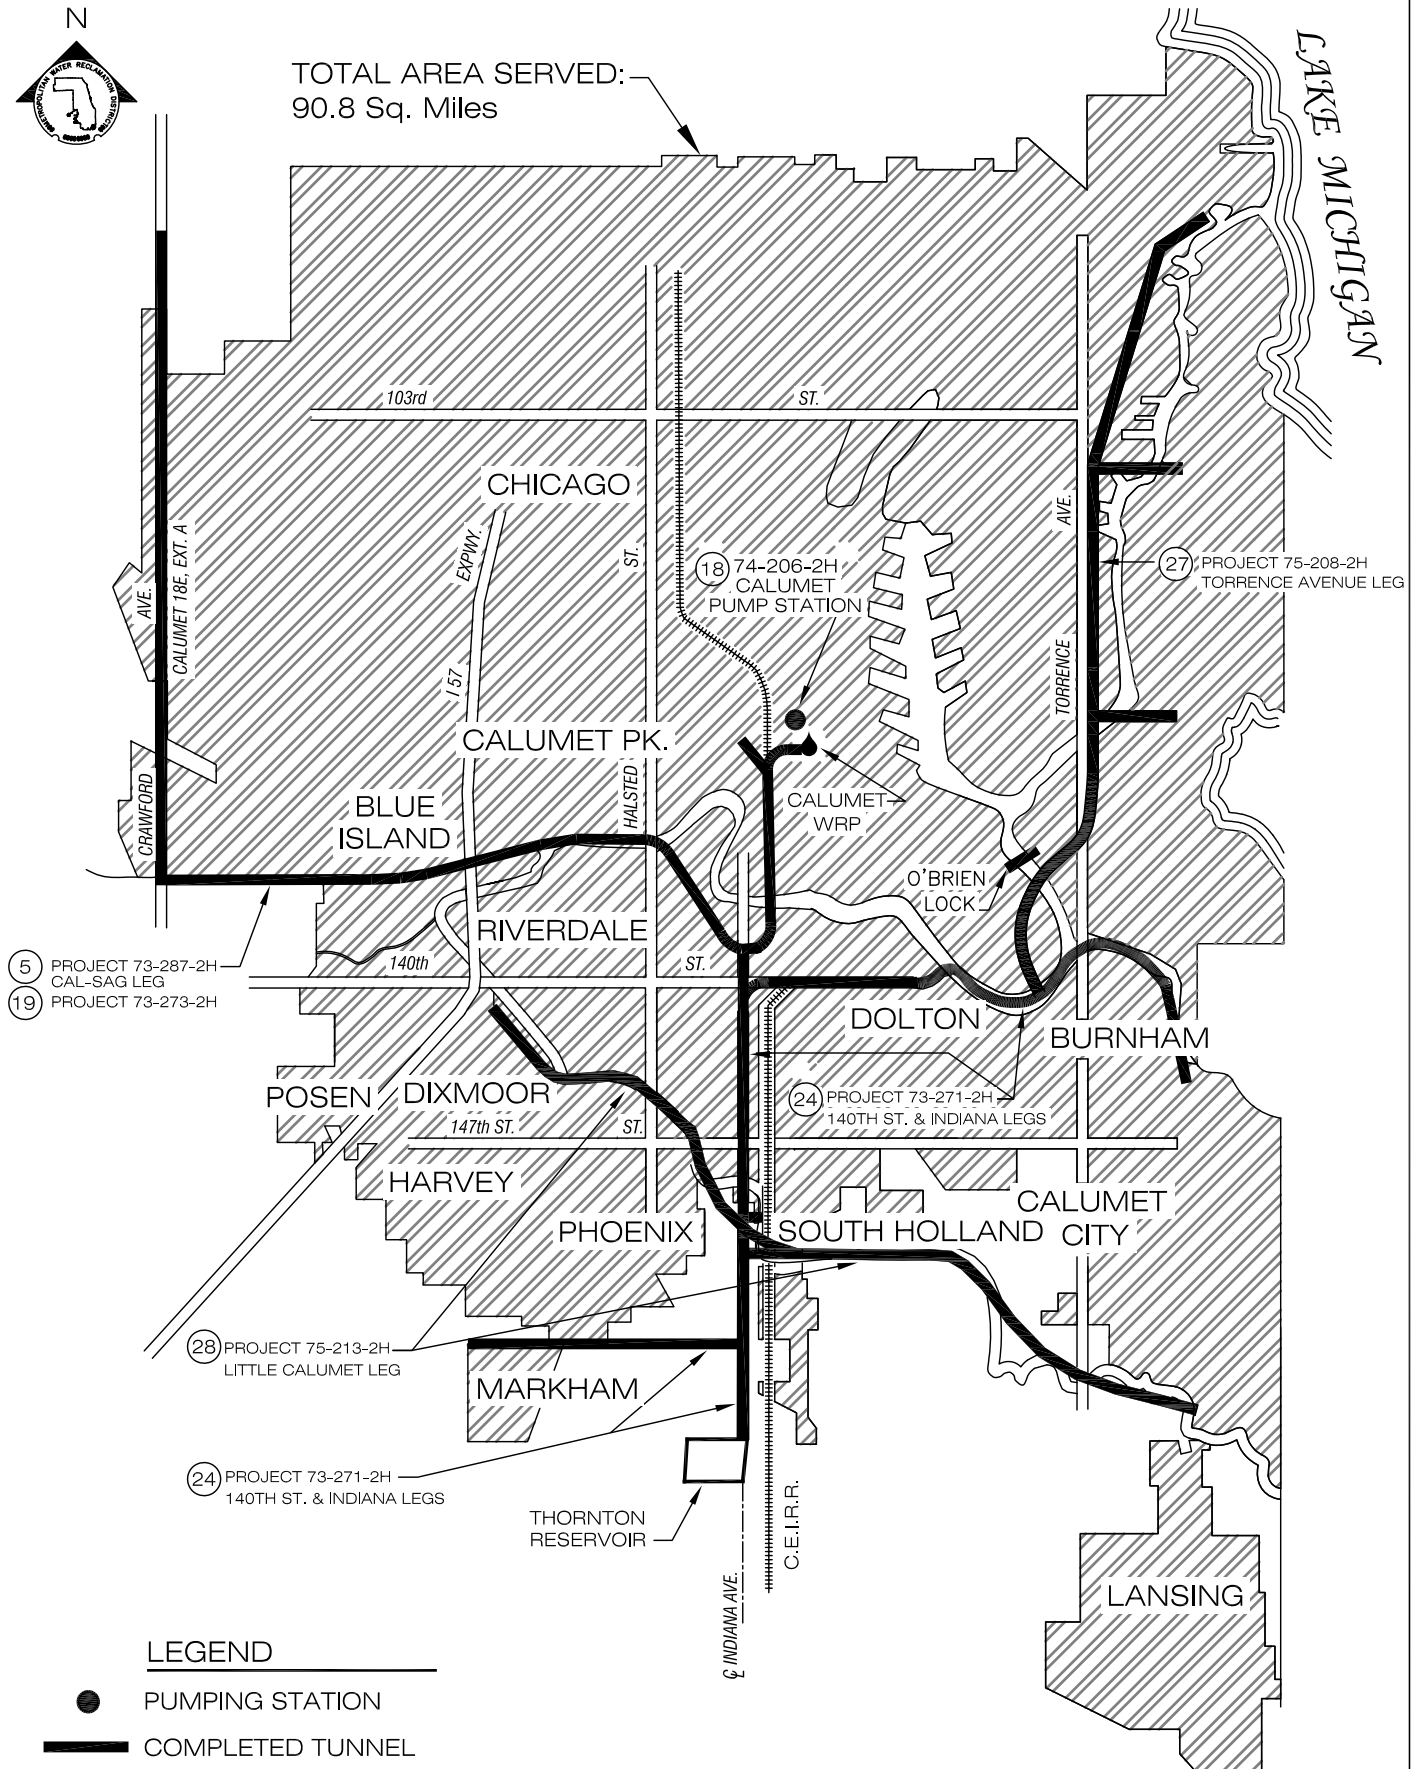 N
METROPOLITAN WATER RECLAMATION DISTRICT
TOTAL AREA SERVED:
90.8 Sq. Miles
LAKE MICHIGAN
103rd
ST.
CHICAGO
EXPWY.
I 57
ST.
HALSTED
AVE.
CRAWFORD
CALUMET 18E, EXT. A
18 74-206-2H
CALUMET
PUMP STATION
AVE.
TORRENCE
27 PROJECT 75-208-2H
TORRENCE AVENUE LEG
CALUMET PK.
BLUE
ISLAND
CALUMET
WRP
O'BRIEN
LOCK
RIVERDALE
5 PROJECT 73-287-2H
CAL-SAG LEG
19 PROJECT 73-273-2H
140th
ST.
DOLTON
BURNHAM
POSEN
DIXMOOR
24 PROJECT 73-271-2H
140TH ST. & INDIANA LEGS
147th ST.
ST.
HARVEY
PHOENIX
SOUTH HOLLAND
CALUMET
CITY
28 PROJECT 75-213-2H
LITTLE CALUMET LEG
MARKHAM
24 PROJECT 73-271-2H
140TH ST. & INDIANA LEGS
THORNTON
RESERVOIR
C.E.I.R.R.
℄ INDIANA AVE.
LANSING
LEGEND
PUMPING STATION
COMPLETED TUNNEL